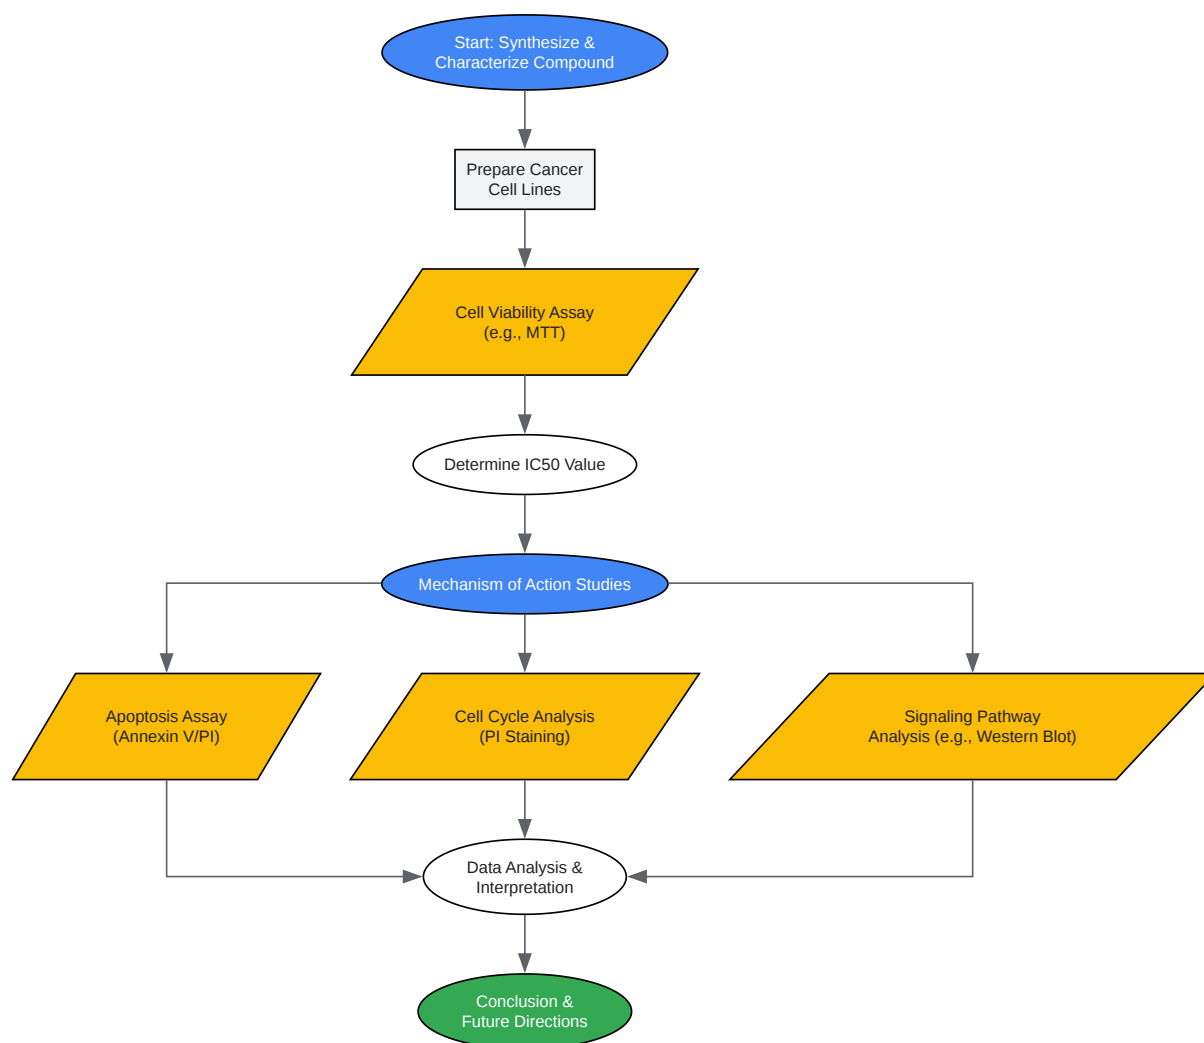 Start: Synthesize &
Characterize Compound
Prepare Cancer
Cell Lines
Cell Viability Assay
(e.g., MTT)
Determine IC50 Value
Mechanism of Action Studies
Apoptosis Assay
(Annexin V/PI)
Cell Cycle Analysis
(PI Staining)
Signaling Pathway
Analysis (e.g., Western Blot)
Data Analysis &
Interpretation
Conclusion &
Future Directions